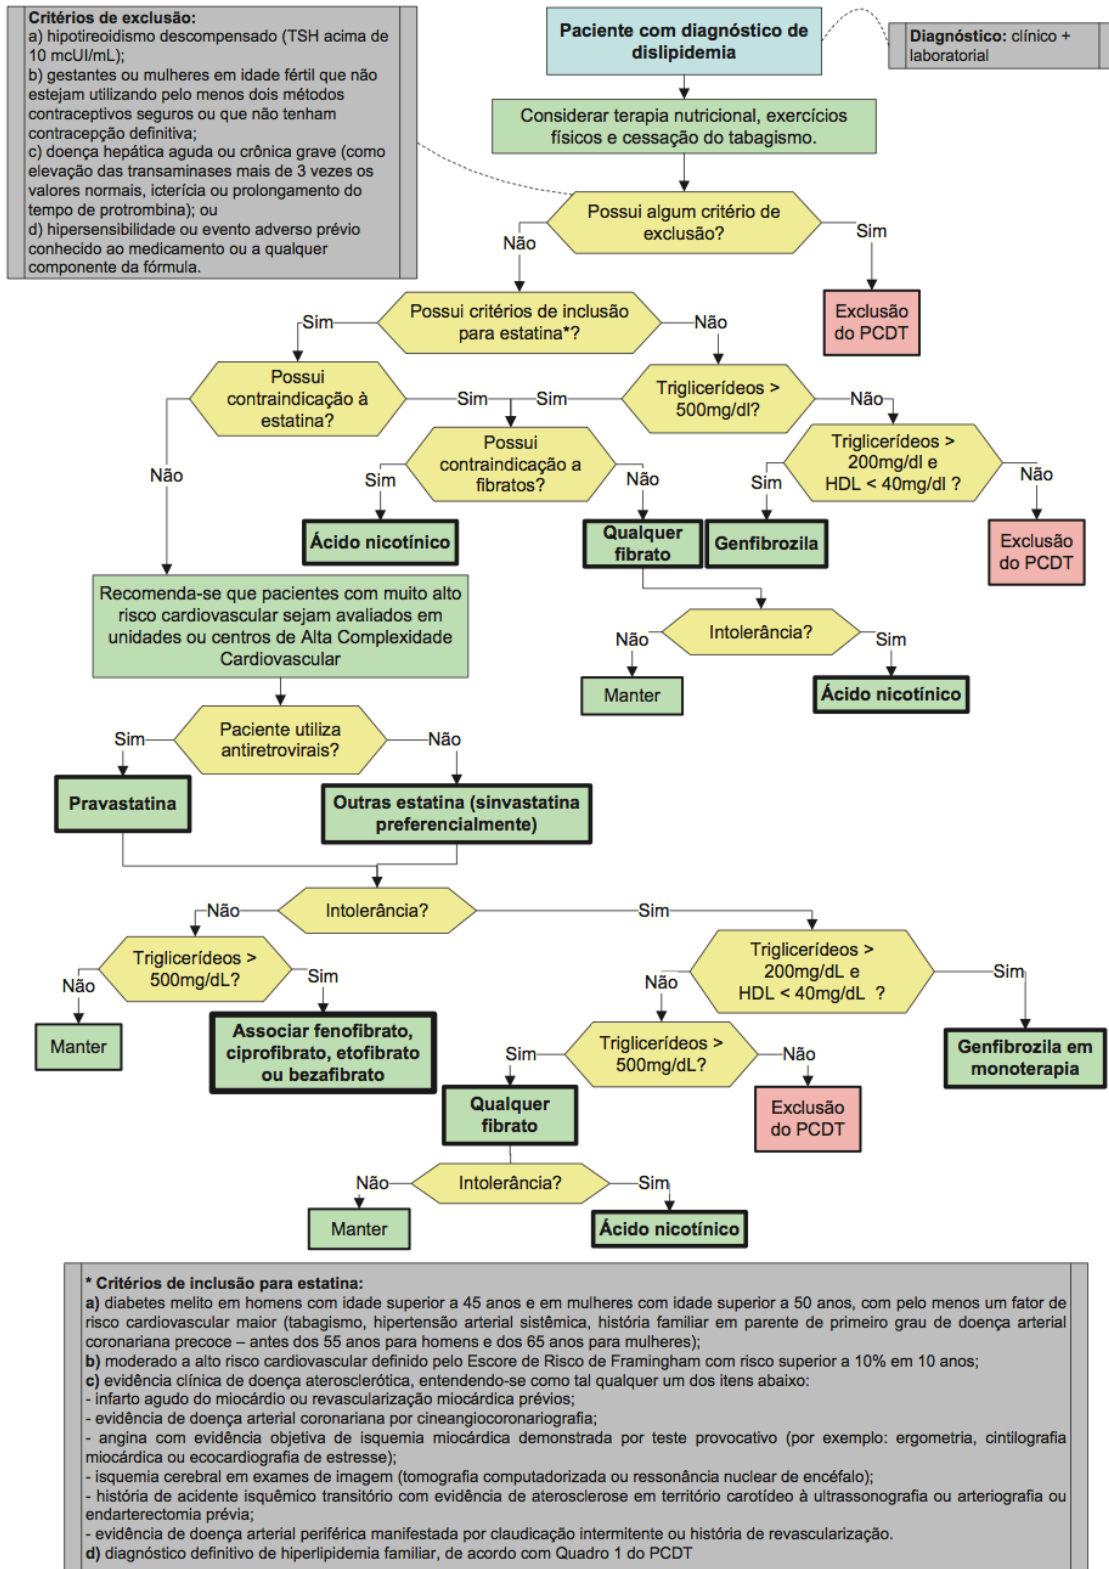 Critérios de exclusão:
a) hipotireoidismo descompensado (TSH acima de
10 mcUI/mL);
b) gestantes ou mulheres em idade fértil que não
estejam utilizando pelo menos dois métodos
contraceptivos seguros ou que não tenham
contracepção definitiva;
c) doença hepática aguda ou crônica grave (como
elevação das transaminases mais de 3 vezes os
valores normais, icterícia ou prolongamento do
tempo de protrombina); ou
d) hipersensibilidade ou evento adverso prévio
conhecido ao medicamento ou a qualquer
componente da fórmula.
Paciente com diagnóstico de
dislipidemia
Diagnóstico: clínico +
laboratorial
Considerar terapia nutricional, exercícios
físicos e cessação do tabagismo.
Possui algum critério de
exclusão?
Não
Sim
Exclusão
do PCDT
Possui critérios de inclusão
para estatina*?
Sim
Não
Possui
contraindicação à
estatina?
Sim
Sim
Triglicerídeos >
500mg/dl?
Não
Não
Possui
contraindicação a
fibratos?
Sim
Não
Triglicerídeos >
200mg/dl e
HDL < 40mg/dl ?
Sim
Não
Ácido nicotínico
Qualquer
fibrato
Genfibrozila
Exclusão
do PCDT
Recomenda-se que pacientes com muito alto
risco cardiovascular sejam avaliados em
unidades ou centros de Alta Complexidade
Cardiovascular
Intolerância?
Não
Sim
Manter
Ácido nicotínico
Paciente utiliza
antiretrovirais?
Sim
Não
Pravastatina
Outras estatina (sinvastatina
preferencialmente)
Intolerância?
Não
Sim
Triglicerídeos >
500mg/dL?
Não
Sim
Manter
Associar fenofibrato,
ciprofibrato, etofibrato
ou bezafibrato
Triglicerídeos >
200mg/dL e
HDL < 40mg/dL ?
Não
Sim
Triglicerídeos >
500mg/dL?
Sim
Não
Genfibrozila em
monoterapia
Qualquer
fibrato
Exclusão
do PCDT
Intolerância?
Não
Sim
Manter
Ácido nicotínico
* Critérios de inclusão para estatina:
a) diabetes melito em homens com idade superior a 45 anos e em mulheres com idade superior a 50 anos, com pelo menos um fator de
risco cardiovascular maior (tabagismo, hipertensão arterial sistêmica, história familiar em parente de primeiro grau de doença arterial
coronariana precoce – antes dos 55 anos para homens e dos 65 anos para mulheres);
b) moderado a alto risco cardiovascular definido pelo Escore de Risco de Framingham com risco superior a 10% em 10 anos;
c) evidência clínica de doença aterosclerótica, entendendo-se como tal qualquer um dos itens abaixo:
- infarto agudo do miocárdio ou revascularização miocárdica prévios;
- evidência de doença arterial coronariana por cineangiocoronariografia;
- angina com evidência objetiva de isquemia miocárdica demonstrada por teste provocativo (por exemplo: ergometria, cintilografia
miocárdica ou ecocardiografia de estresse);
- isquemia cerebral em exames de imagem (tomografia computadorizada ou ressonância nuclear de encéfalo);
- história de acidente isquêmico transitório com evidência de aterosclerose em território carotídeo à ultrassonografia ou arteriografia ou
endarterectomia prévia;
- evidência de doença arterial periférica manifestada por claudicação intermitente ou história de revascularização.
d) diagnóstico definitivo de hiperlipidemia familiar, de acordo com Quadro 1 do PCDT